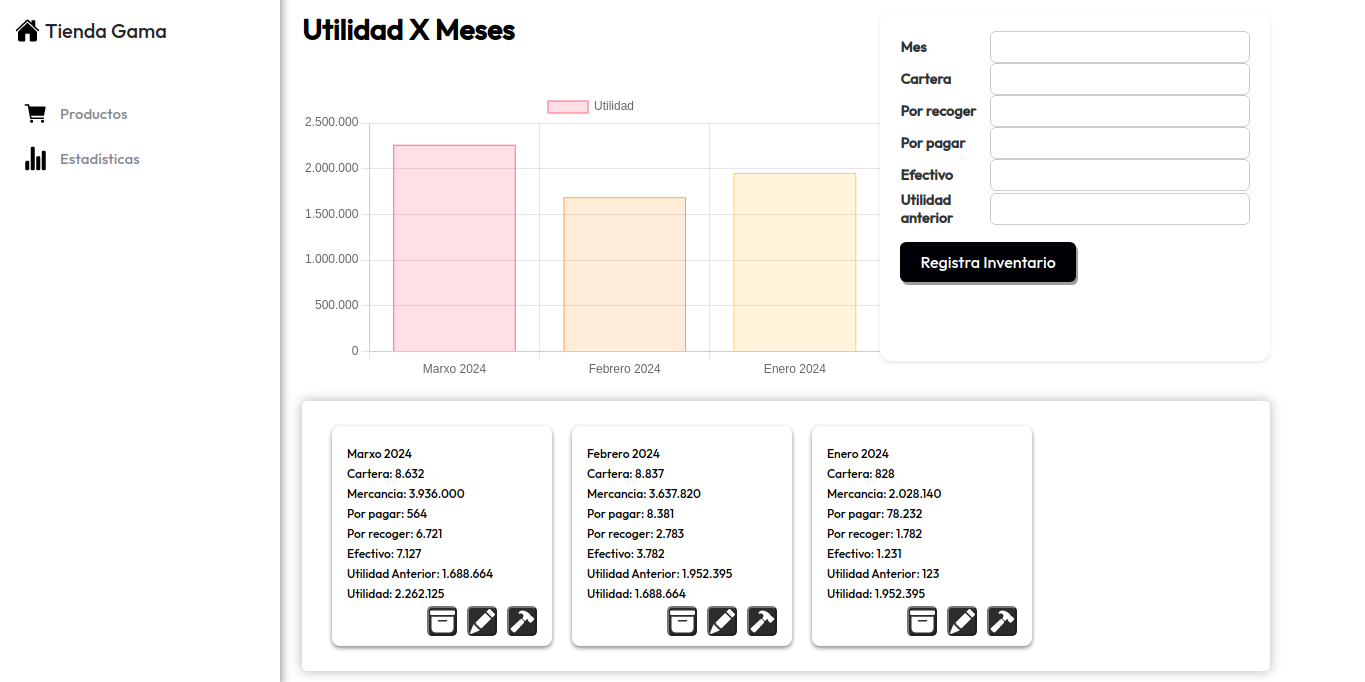 Tienda Gama
Productos
Estadísticas
Utilidad X Meses
Utilidad
2.500.000
2.000.000
1.500.000
1.000.000
500.000
0
Marxo 2024
Febrero 2024
Enero 2024
Mes
Cartera
Por recoger
Por pagar
Efectivo
Utilidad
anterior
Registra Inventario
Marxo 2024
Cartera: 8.632
Mercancia: 3.936.000
Por pagar: 564
Por recoger: 6.721
Efectivo: 7.127
Utilidad Anterior: 1.688.664
Utilidad: 2.262.125
Febrero 2024
Cartera: 8.837
Mercancia: 3.637.820
Por pagar: 8.381
Por recoger: 2.783
Efectivo: 3.782
Utilidad Anterior: 1.952.395
Utilidad: 1.688.664
Enero 2024
Cartera: 828
Mercancia: 2.028.140
Por pagar: 78.232
Por recoger: 1.782
Efectivo: 1.231
Utilidad Anterior: 123
Utilidad: 1.952.395